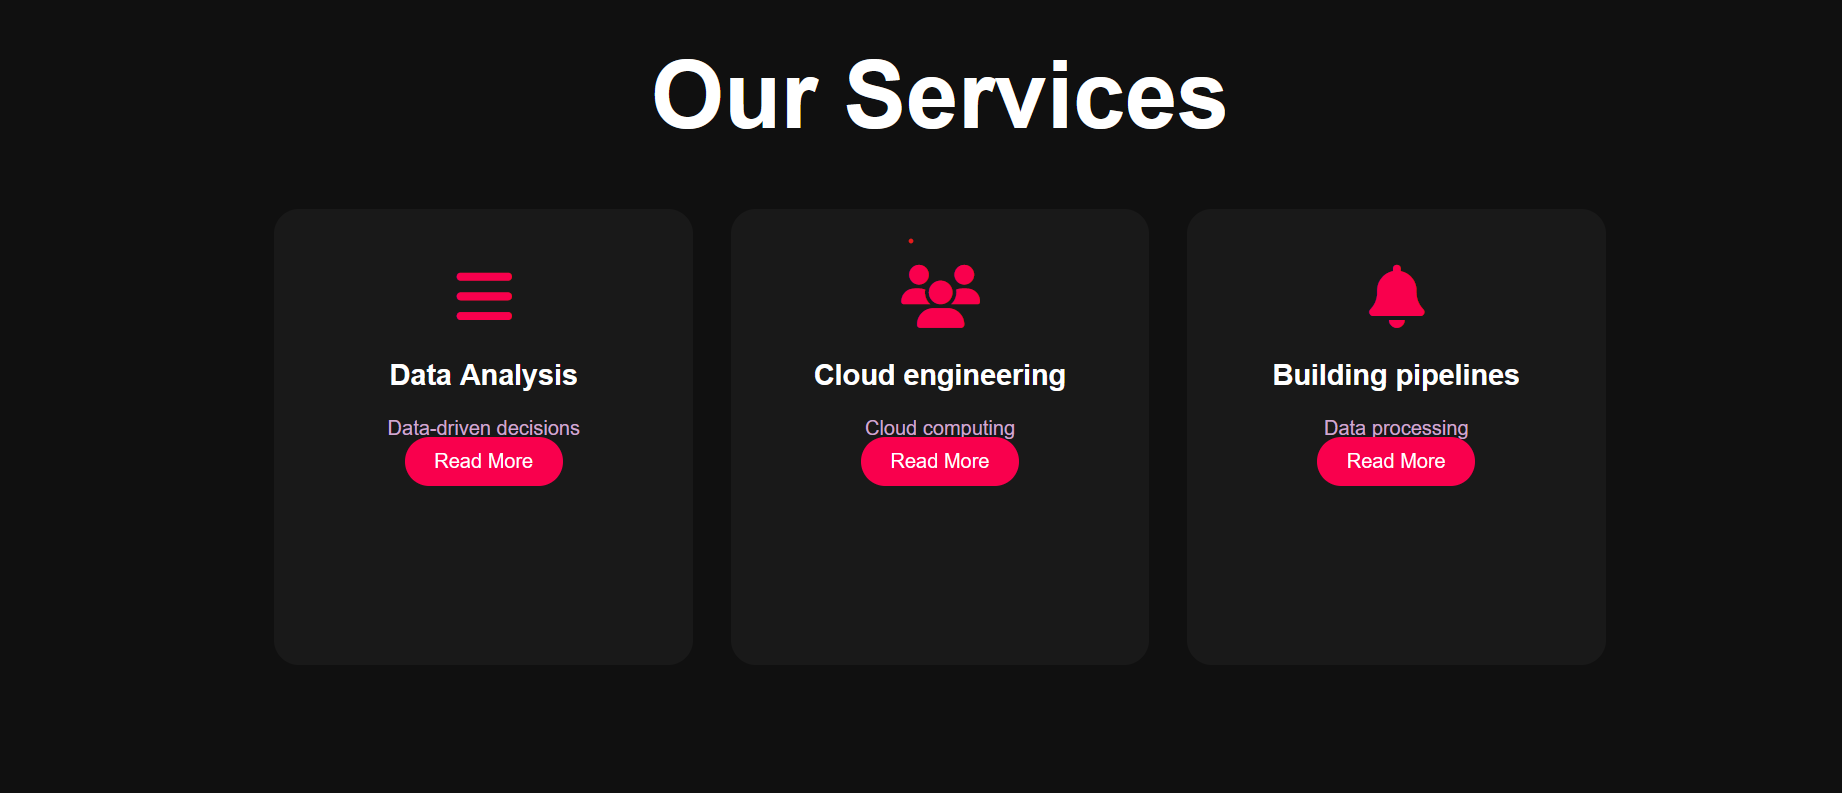 Our Services
Data Analysis
Data-driven decisions
Read More
Cloud engineering
Cloud computing
Read More
Building pipelines
Data processing
Read More